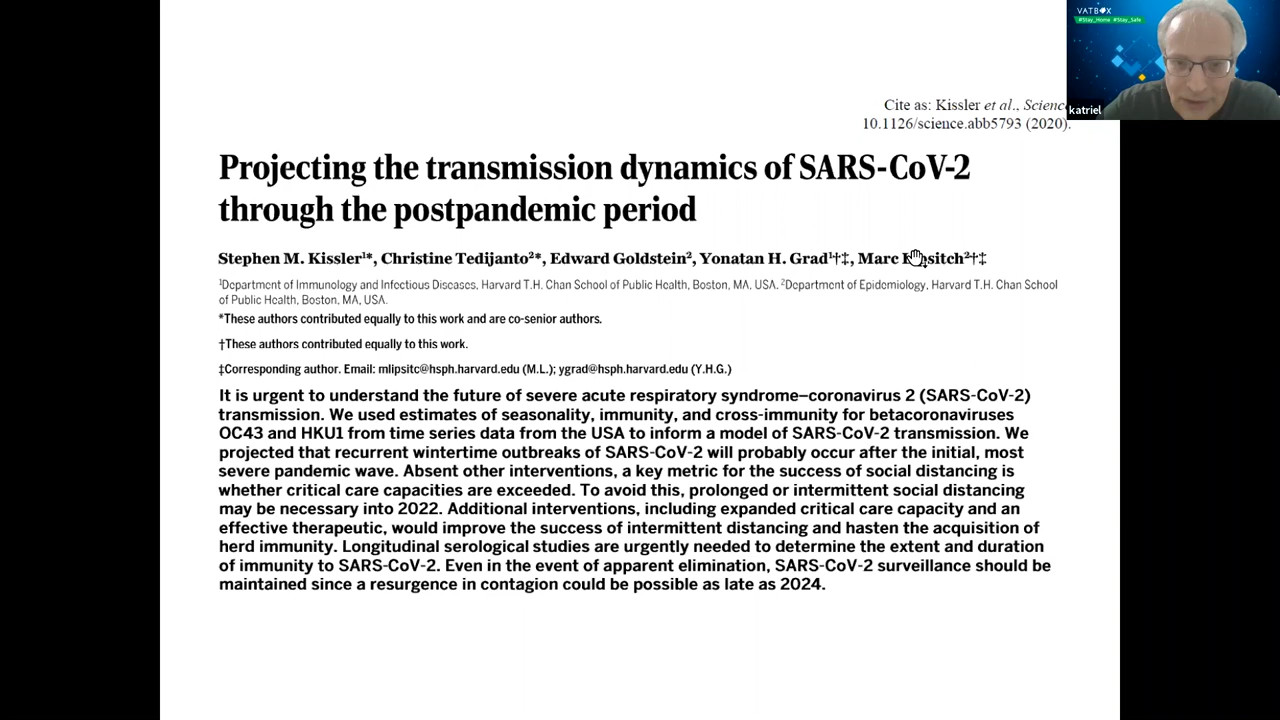 VATBOX
#Stay_Home #Stay_Safe
katriel
Cite as: Kissler et al., Science
10.1126/science.abb5793 (2020).
Projecting the transmission dynamics of SARS-CoV-2
through the postpandemic period
Stephen M. Kissler¹*, Christine Tedijanto²*, Edward Goldstein², Yonatan H. Grad¹†‡, Marc Lipsitch²†‡
¹Department of Immunology and Infectious Diseases, Harvard T.H. Chan School of Public Health, Boston, MA, USA. ²Department of Epidemiology, Harvard T.H. Chan School
of Public Health, Boston, MA, USA.
*These authors contributed equally to this work and are co-senior authors.
†These authors contributed equally to this work.
‡Corresponding author. Email: mlipsitc@hsph.harvard.edu (M.L.); ygrad@hsph.harvard.edu (Y.H.G.)
It is urgent to understand the future of severe acute respiratory syndrome–coronavirus 2 (SARS-CoV-2)
transmission. We used estimates of seasonality, immunity, and cross-immunity for betacoronaviruses
OC43 and HKU1 from time series data from the USA to inform a model of SARS-CoV-2 transmission. We
projected that recurrent wintertime outbreaks of SARS-CoV-2 will probably occur after the initial, most
severe pandemic wave. Absent other interventions, a key metric for the success of social distancing is
whether critical care capacities are exceeded. To avoid this, prolonged or intermittent social distancing
may be necessary into 2022. Additional interventions, including expanded critical care capacity and an
effective therapeutic, would improve the success of intermittent distancing and hasten the acquisition of
herd immunity. Longitudinal serological studies are urgently needed to determine the extent and duration
of immunity to SARS-CoV-2. Even in the event of apparent elimination, SARS-CoV-2 surveillance should be
maintained since a resurgence in contagion could be possible as late as 2024.